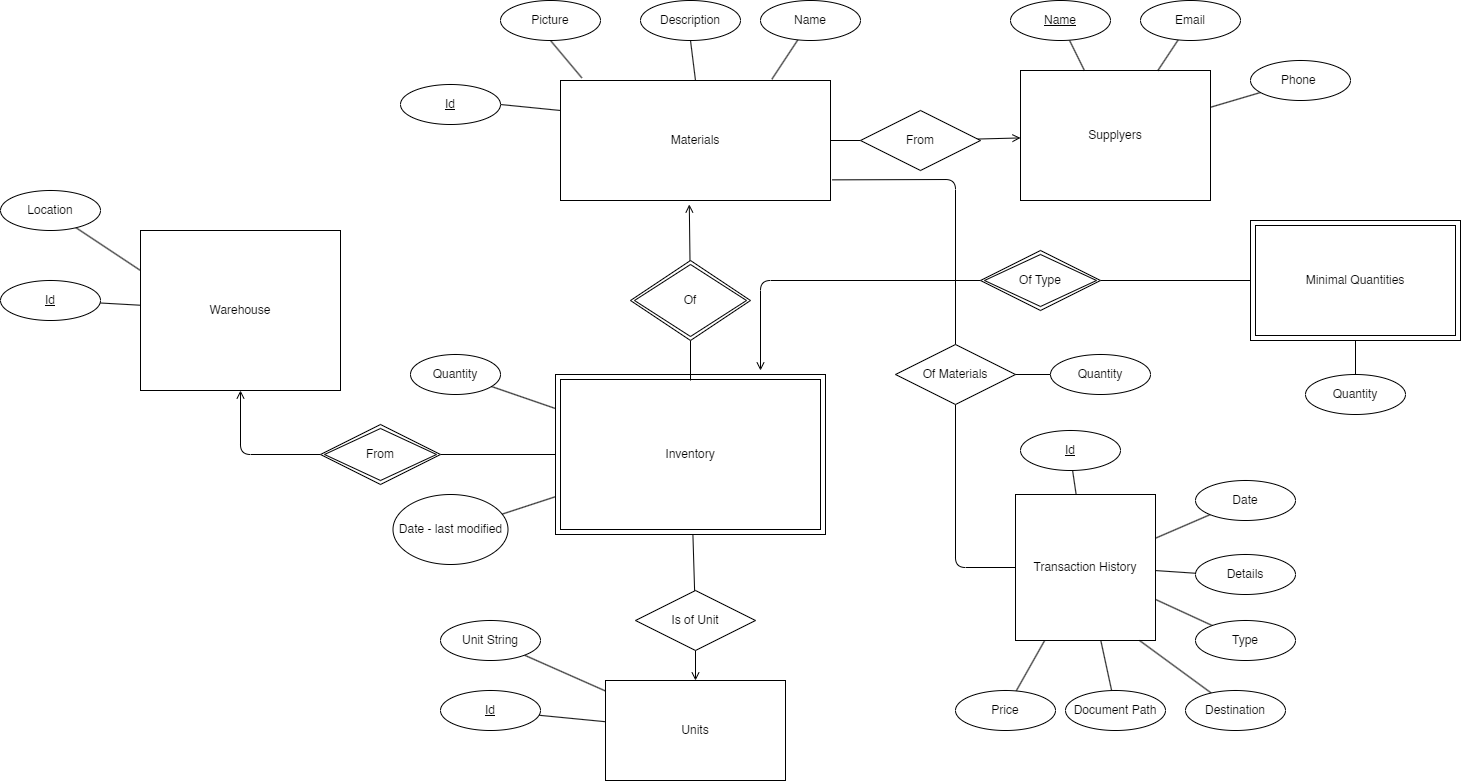 Picture
Description
Name
Name
Email
Phone
Id
Materials
From
Supplyers
Location
Id
Warehouse
Of
Of Type
Minimal Quantities
Quantity
Of Materials
Quantity
Quantity
From
Inventory
Id
Date
Date - last modified
Transaction History
Details
Is of Unit
Unit String
Type
Id
Units
Price
Document Path
Destination